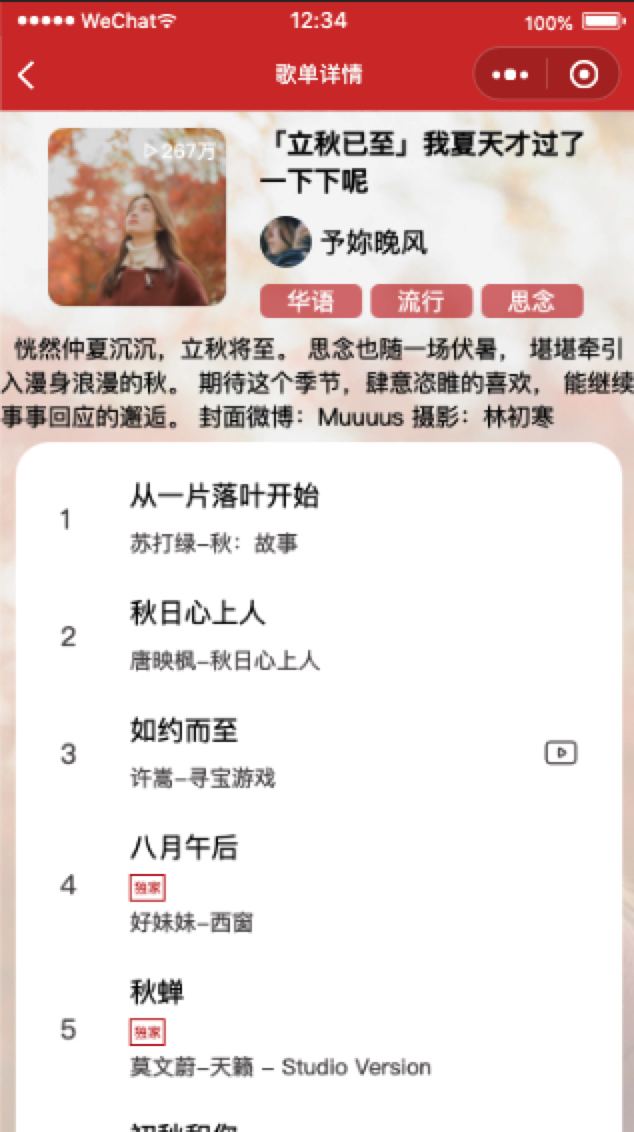 WeChat
12:34
100%
歌单详情
267万
「立秋已至」我夏天才过了
一下下呢
予妳晚风
华语
流行
思念
恍然仲夏沉沉，立秋将至。 思念也随一场伏暑， 堪堪牵引
入漫身浪漫的秋。 期待这个季节，肆意恣睢的喜欢， 能继续
事事回应的邂逅。 封面微博：Muuuus 摄影：林初寒
1
从一片落叶开始
苏打绿-秋：故事
2
秋日心上人
唐映枫-秋日心上人
3
如约而至
许嵩-寻宝游戏
4
八月午后
独家
好妹妹-西窗
5
秋蝉
独家
莫文蔚-天籁 - Studio Version